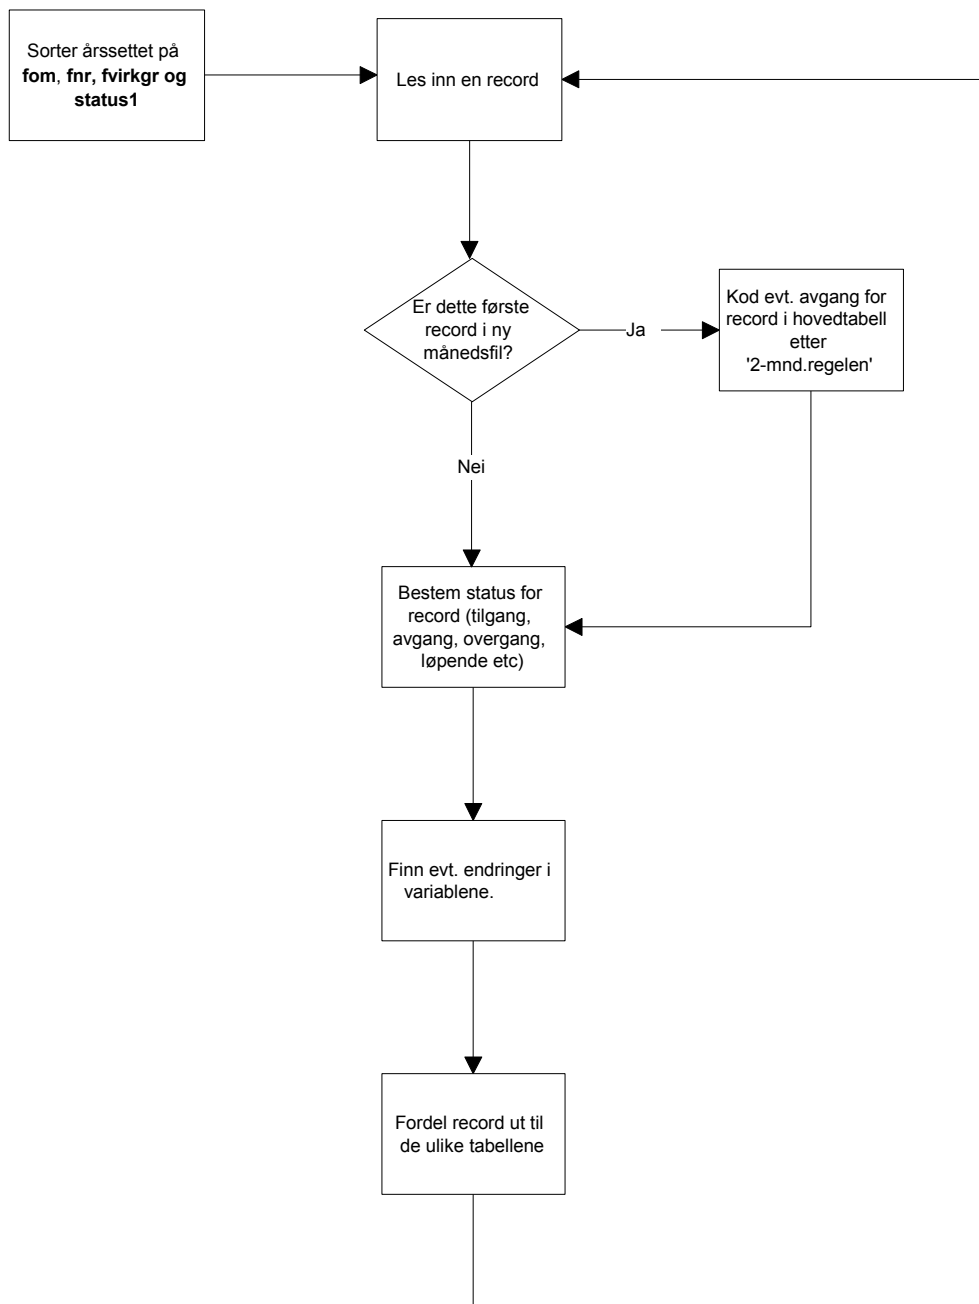 Sorter årssettet på
fom, fnr, fvirkgr og
status1
Les inn en record
Er dette første
record i ny
månedsfil?
Ja
Kod evt. avgang for
record i hovedtabell
etter
'2-mnd.regelen'
Nei
Bestem status for
record (tilgang,
avgang, overgang,
løpende etc)
Finn evt. endringer i
variablene.
Fordel record ut til
de ulike tabellene